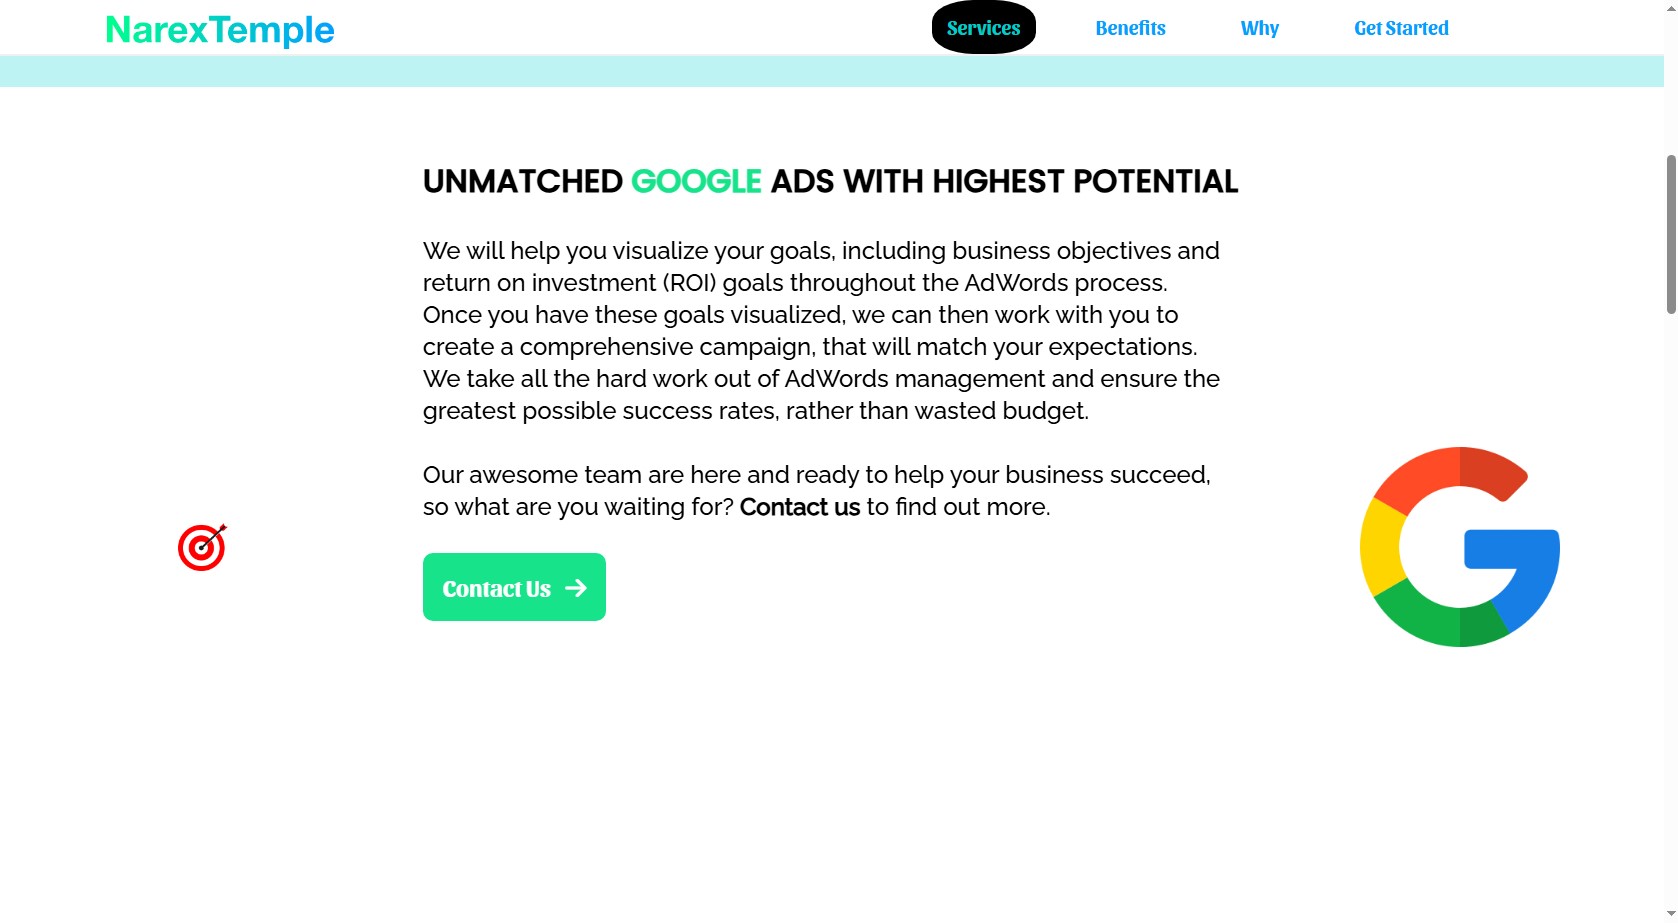 NarexTemple
Services
Benefits
Why
Get Started
UNMATCHED GOOGLE ADS WITH HIGHEST POTENTIAL
We will help you visualize your goals, including business objectives and
return on investment (ROI) goals throughout the AdWords process.
Once you have these goals visualized, we can then work with you to
create a comprehensive campaign, that will match your expectations.
We take all the hard work out of AdWords management and ensure the
greatest possible success rates, rather than wasted budget.
Our awesome team are here and ready to help your business succeed,
so what are you waiting for? Contact us to find out more.
Contact Us